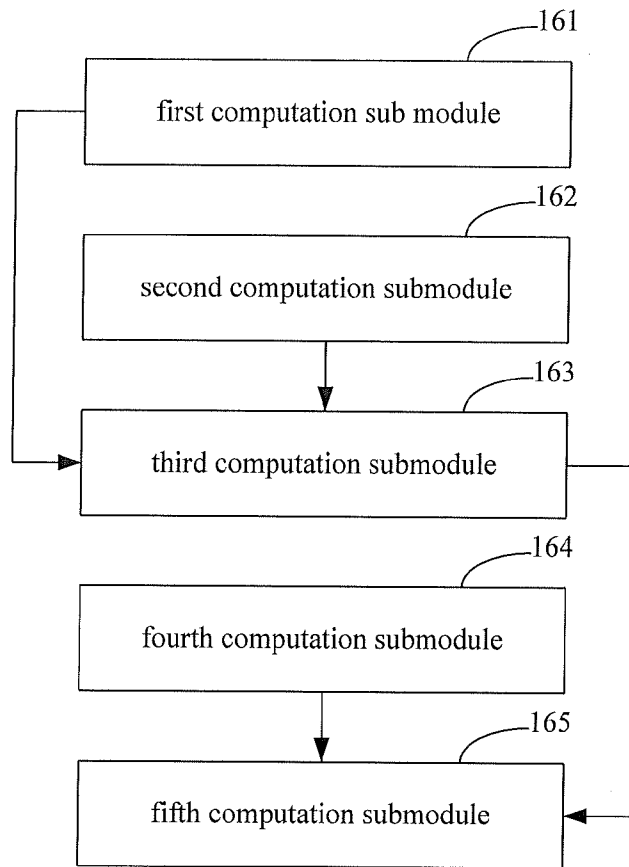 161
first computation sub module
162
second computation submodule
163
third computation submodule
164
fourth computation submodule
165
fifth computation submodule